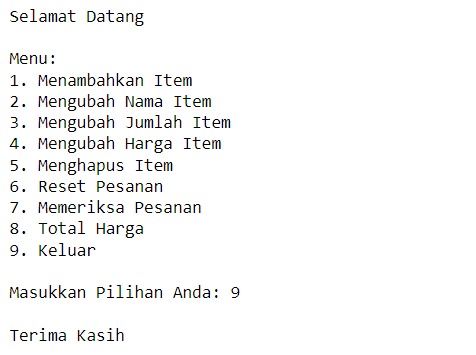 Selamat Datang
Menu:
1. Menambahkan Item
2. Mengubah Nama Item
3. Mengubah Jumlah Item
4. Mengubah Harga Item
5. Menghapus Item
6. Reset Pesanan
7. Memeriksa Pesanan
8. Total Harga
9. Keluar
Masukkan Pilihan Anda: 9
Terima Kasih